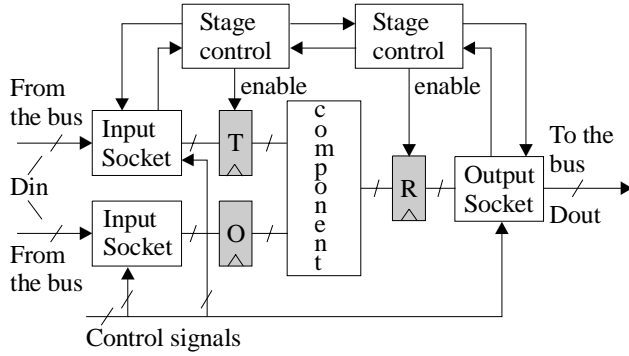 Stage
control
Stage
control
enable
enable
From
the bus
Input
Socket
T
component
R
Output
Socket
To the
bus
Dout
Din
Input
Socket
O
From
the bus
Control signals